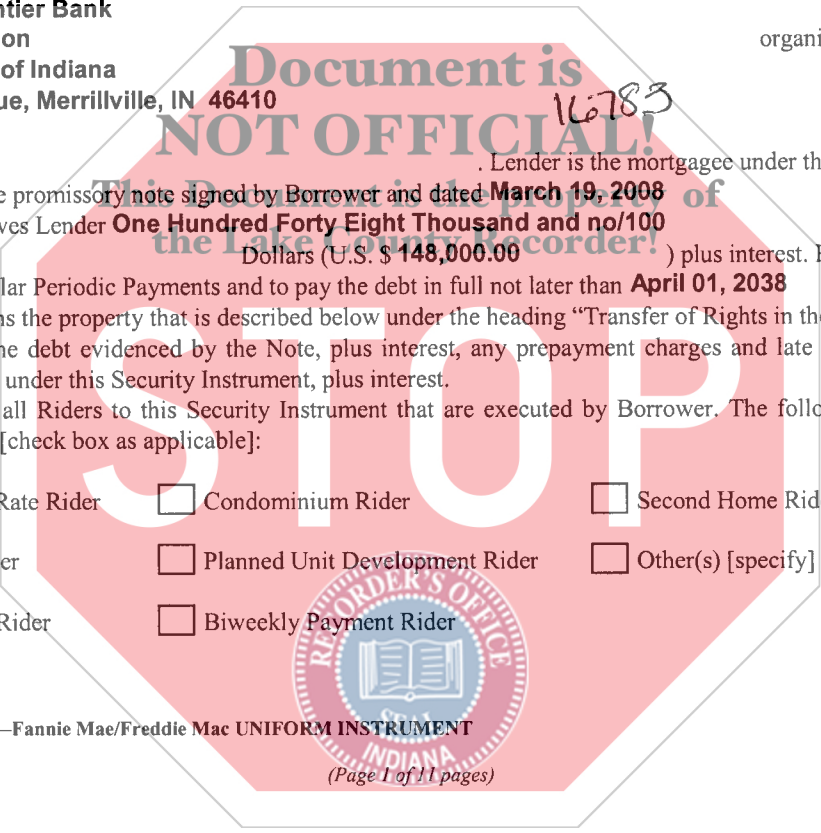 ntier Bank
on organi
of Indiana
ue, Merrillville, IN 46410
16783
Document is
NOT OFFICIAL!
This Document is the property of
the Lake County Recorder!
. Lender is the mortgagee under th
e promissory note signed by Borrower and dated March 19, 2008
ves Lender One Hundred Forty Eight Thousand and no/100
Dollars (U.S. $ 148,000.00 ) plus interest.
lar Periodic Payments and to pay the debt in full not later than April 01, 2038
ns the property that is described below under the heading “Transfer of Rights in the
he debt evidenced by the Note, plus interest, any prepayment charges and late
under this Security Instrument, plus interest.
all Riders to this Security Instrument that are executed by Borrower. The follo
[check box as applicable]:
STOP
Rate Rider Condominium Rider Second Home Rid
er Planned Unit Development Rider Other(s) [specify]
Rider Biweekly Payment Rider
RECORDER'S OFFICE
SEAL
INDIANA
—Fannie Mae/Freddie Mac UNIFORM INSTRUMENT
(Page 1 of 11 pages)